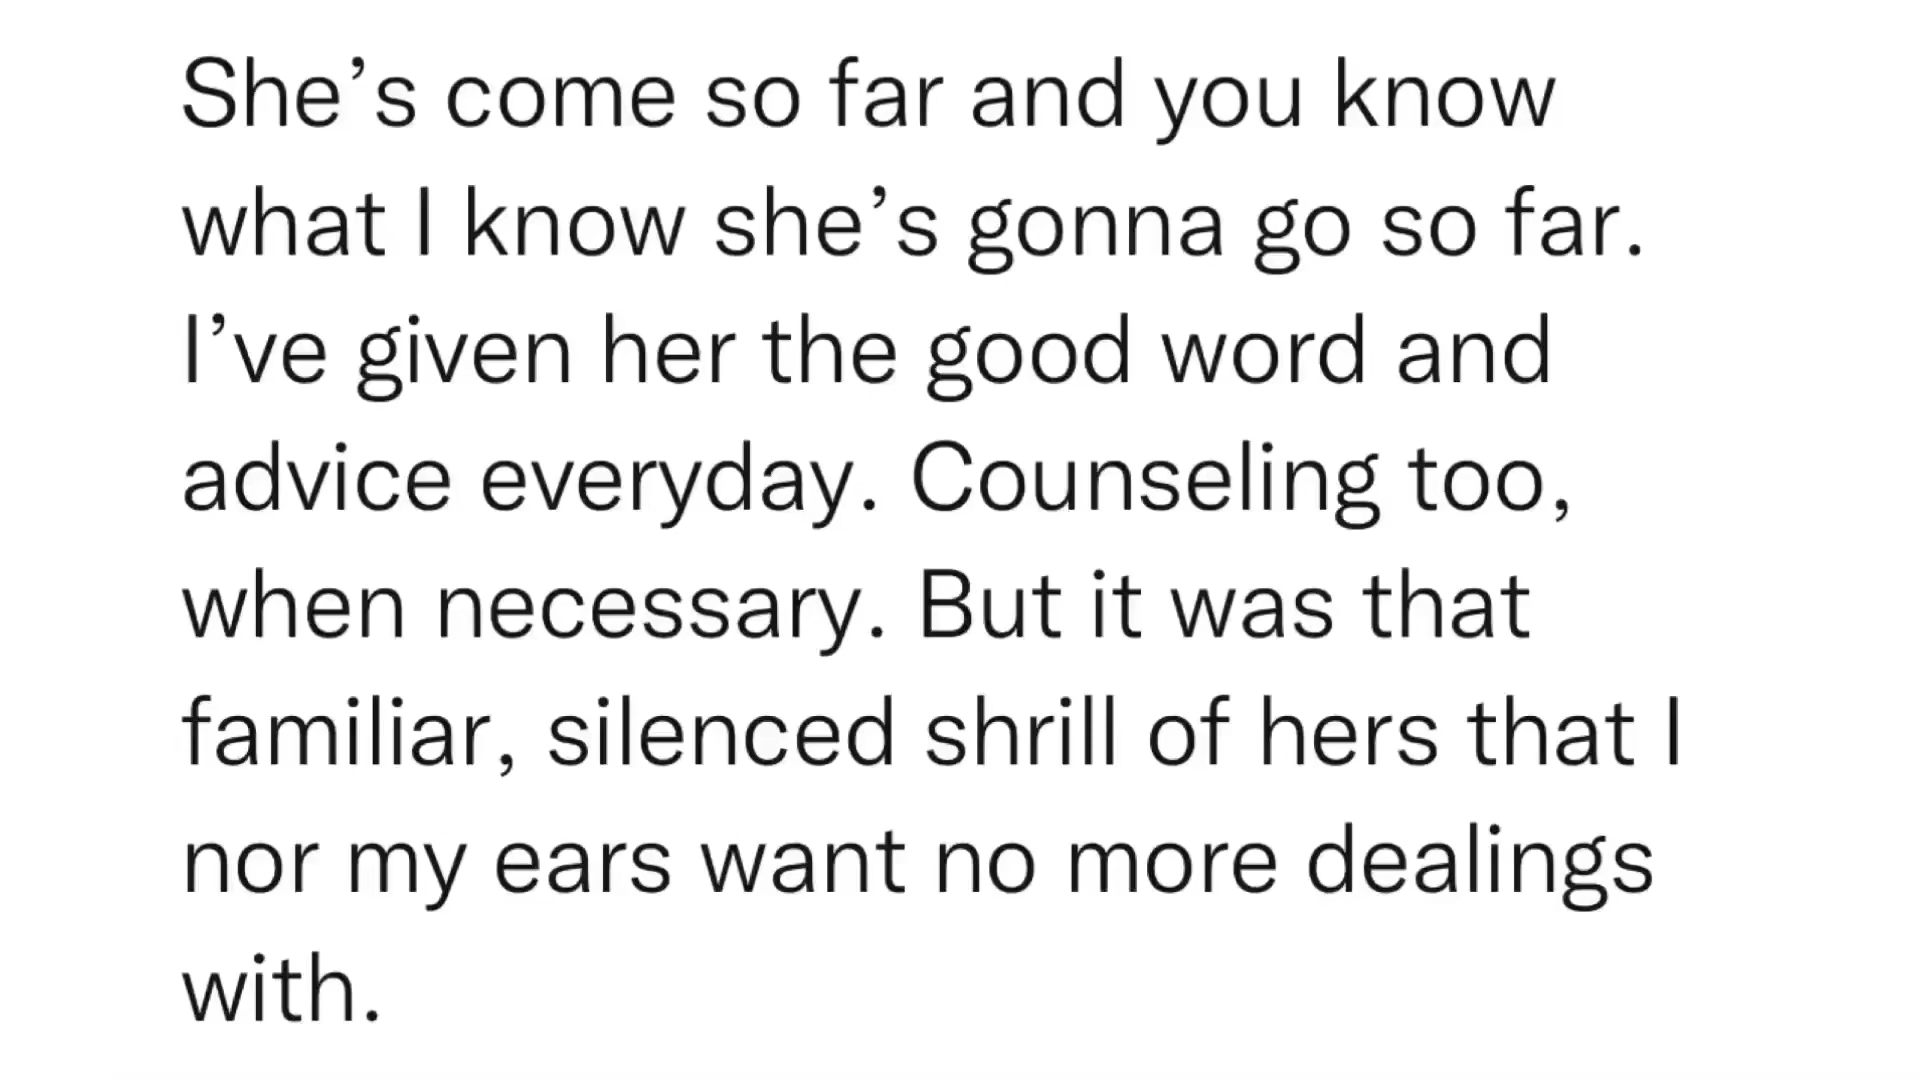 She’s come so far and you know
what I know she’s gonna go so far.
I’ve given her the good word and
advice everyday. Counseling too,
when necessary. But it was that
familiar, silenced shrill of hers that I
nor my ears want no more dealings
with.